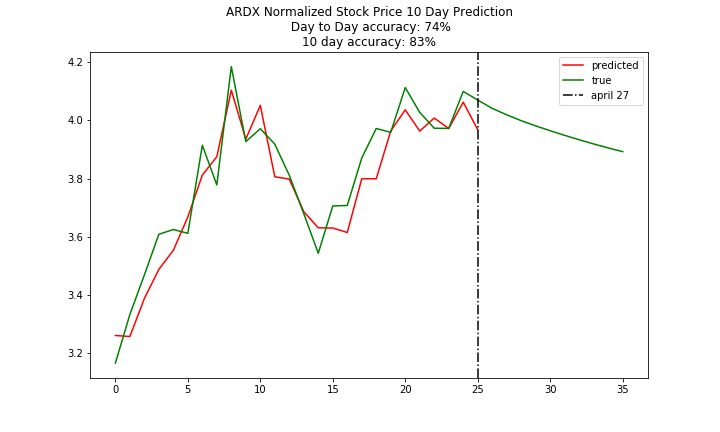 ARDX Normalized Stock Price 10 Day Prediction
Day to Day accuracy: 74%
10 day accuracy: 83%
predicted
true
april 27
4.2
4.0
3.8
3.6
3.4
3.2
0 5 10 15 20 25 30 35